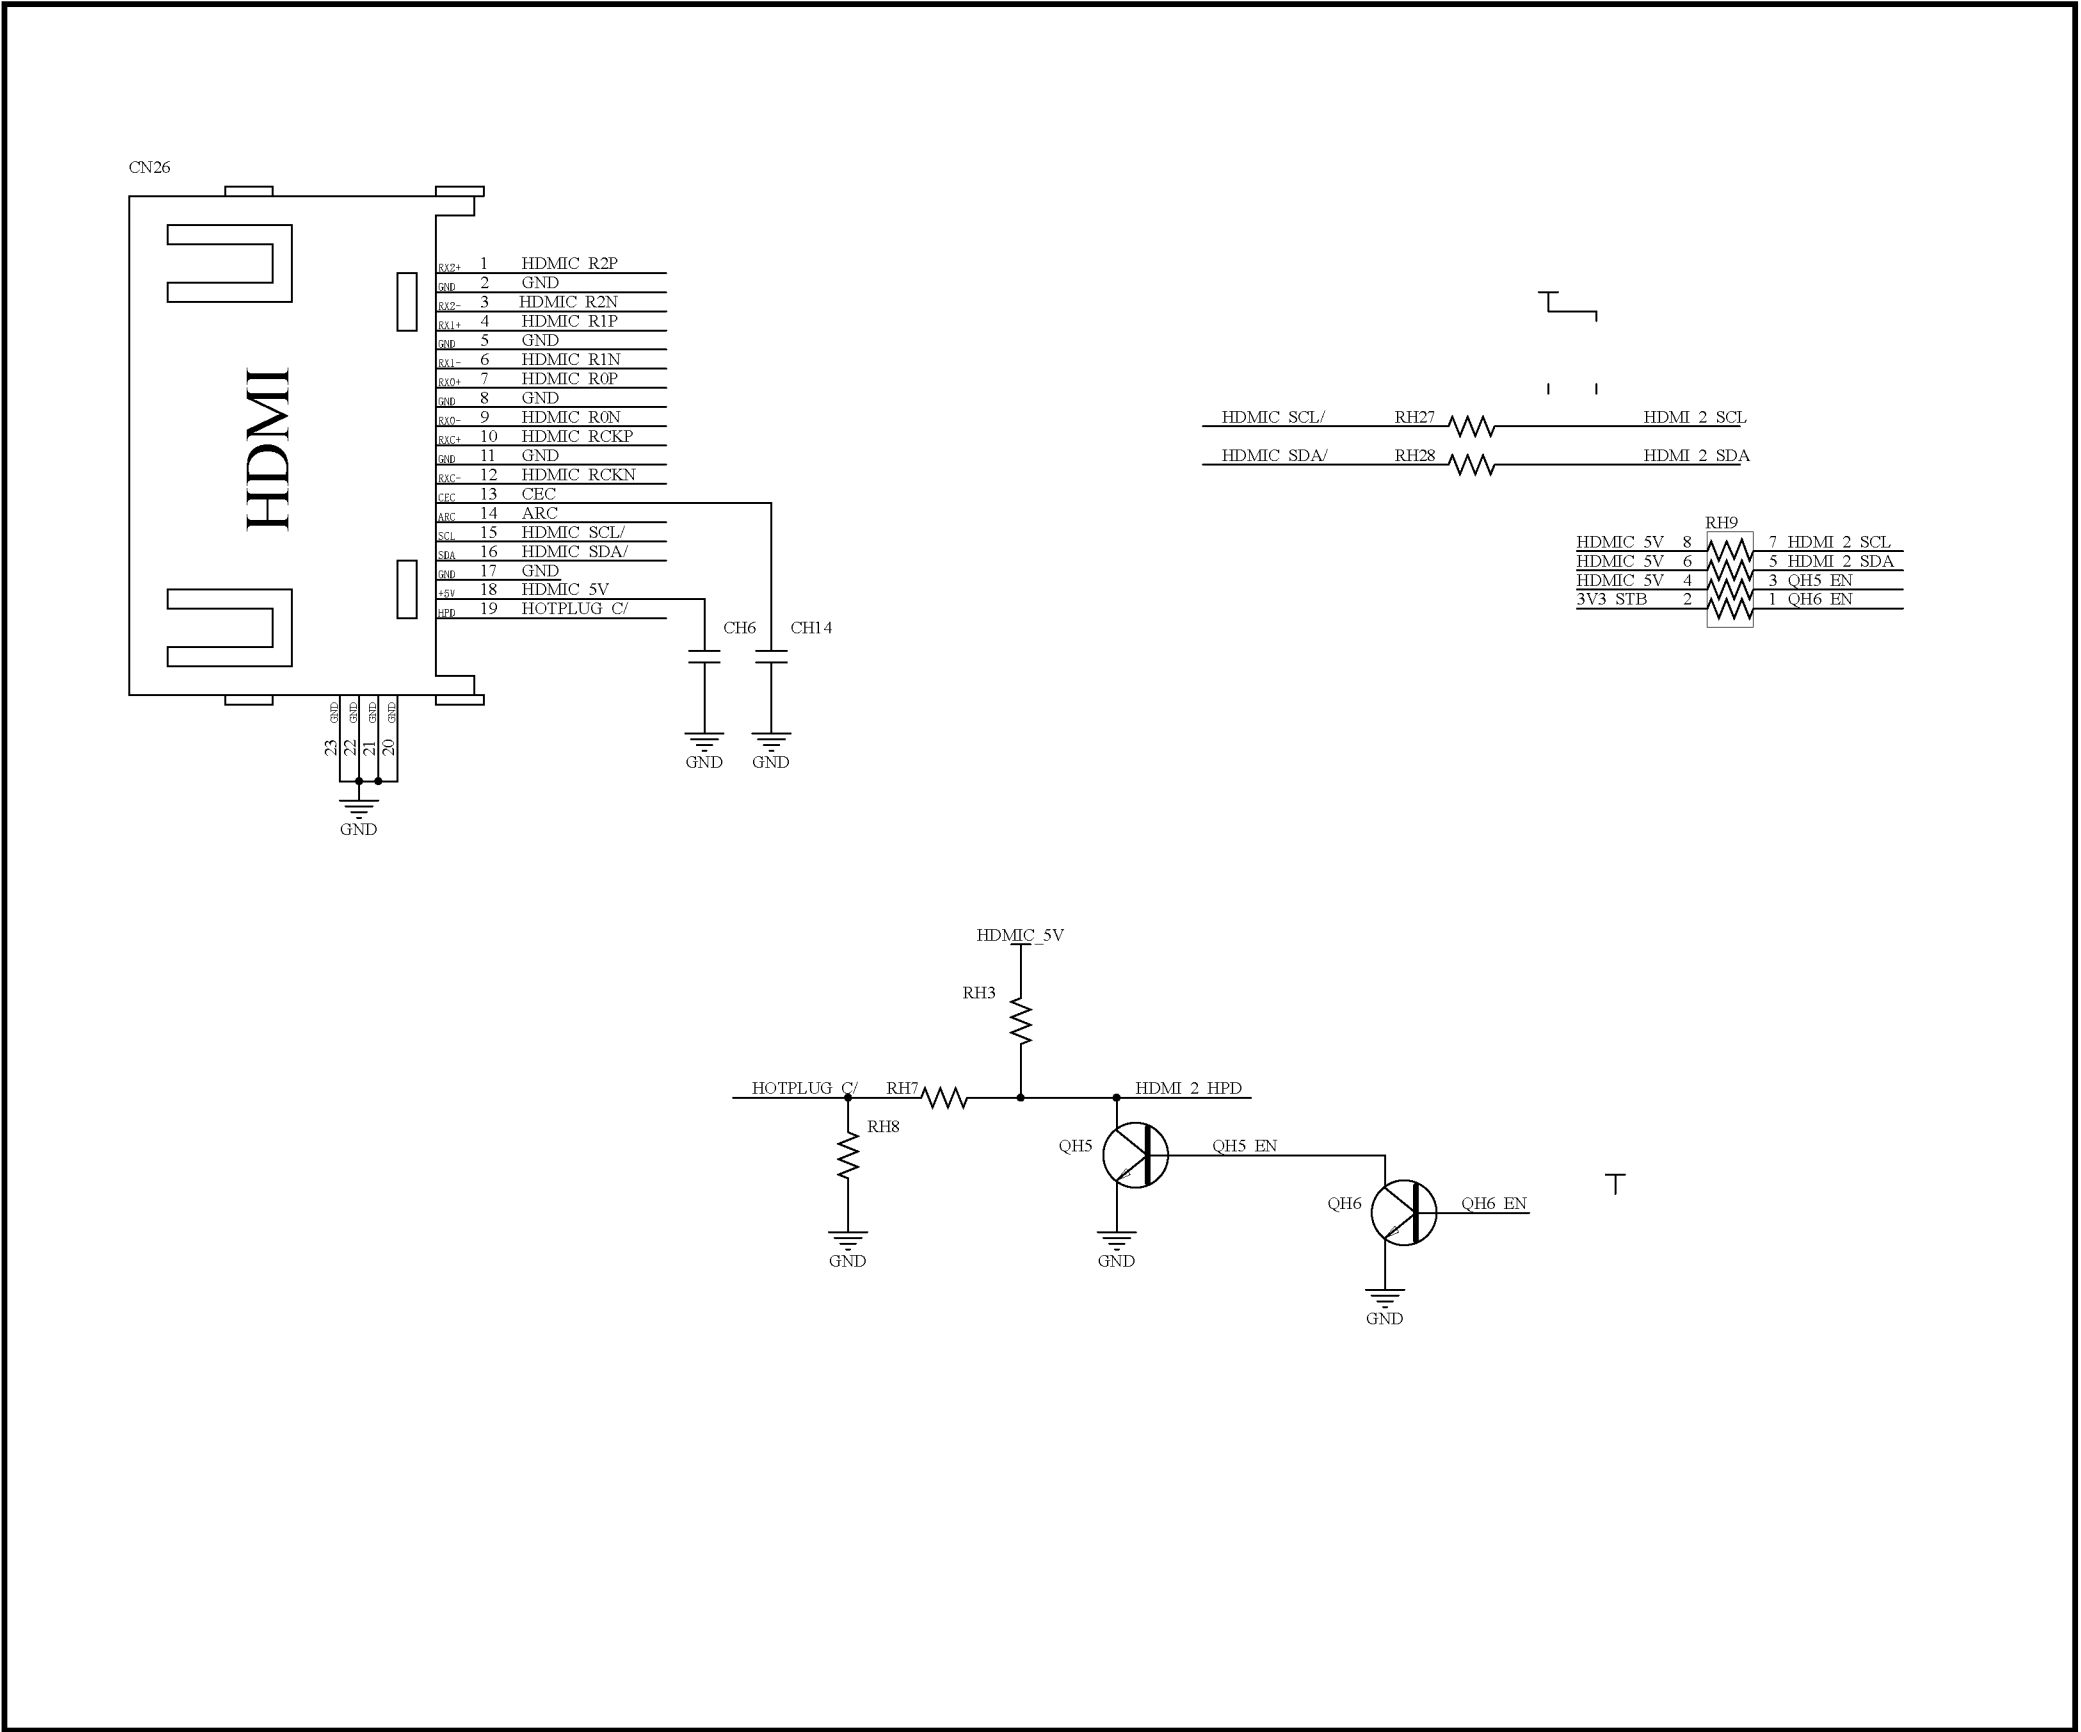 CN26
HDMI
RX2+ 1 HDMIC R2P
GND 2 GND
RX2- 3 HDMIC R2N
RX1+ 4 HDMIC R1P
GND 5 GND
RX1- 6 HDMIC R1N
RX0+ 7 HDMIC R0P
GND 8 GND
RX0- 9 HDMIC R0N
RXC+ 10 HDMIC RCKP
GND 11 GND
RXC- 12 HDMIC RCKN
CEC 13 CEC
ARC 14 ARC
SCL 15 HDMIC SCL/
SDA 16 HDMIC SDA/
GND 17 GND
+5V 18 HDMIC 5V
HPD 19 HOTPLUG C/
CH6 CH14
GND GND
GND GND GND GND
23 22 21 20
GND
HDMIC SCL/ RH27 HDMI 2 SCL
HDMIC SDA/ RH28 HDMI 2 SDA
RH9
HDMIC 5V 8 7 HDMI 2 SCL
HDMIC 5V 6 5 HDMI 2 SDA
HDMIC 5V 4 3 QH5 EN
3V3 STB 2 1 QH6 EN
HDMIC_5V
RH3
HOTPLUG C/ RH7 HDMI 2 HPD
RH8
QH5 QH5 EN
QH6 QH6 EN
GND GND
GND